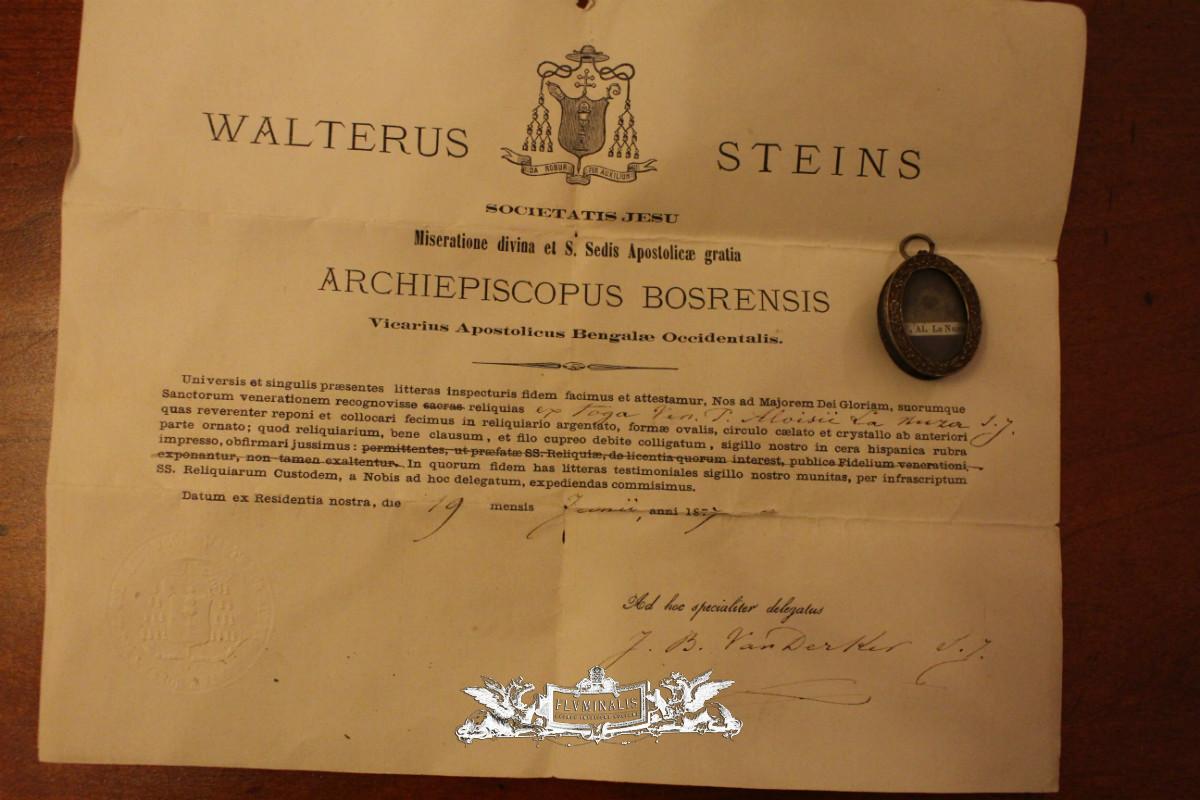 WALTERUS STEINS
DA ROBUR FER AUXILIUM
SOCIETATIS JESU
Miseratione divina et S. Sedis Apostolicæ gratia
ARCHIEPISCOPUS BOSRENSIS
Vicarius Apostolicus Bengalæ Occidentalis.
, AL. La Nuza
Universis et singulis præsentes litteras inspecturis fidem facimus et attestamur, Nos ad Majorem Dei Gloriam, suorumque
Sanctorum venerationem recognovisse sacras reliquias ex toga Ven. P. Aloisii La Nuza S.J.
quas reverenter reponi et collocari fecimus in reliquiario argentato, formæ ovalis, circulo cælato et crystallo ab anteriori
parte ornato; quod reliquiarium, bene clausum, et filo cupreo debite colligatum, sigillo nostro in cera hispanica rubra
impresso, obfirmari jussimus: permittentes, ut præfatæ SS. Reliquiæ, de licentia quorum interest, publice Fidelium venerationi
exponantur, non tamen exaltentur. In quorum fidem has litteras testimoniales sigillo nostro munitas, per infrascriptum
SS. Reliquiarum Custodem, a Nobis ad hoc delegatum, expediendas commisimus.
Datum ex Residentia nostra, die 19 mensis Junii, anni 187
Ad hoc specialiter delegatus
J. B. VanDerKer S.J.
FLVMINALIS